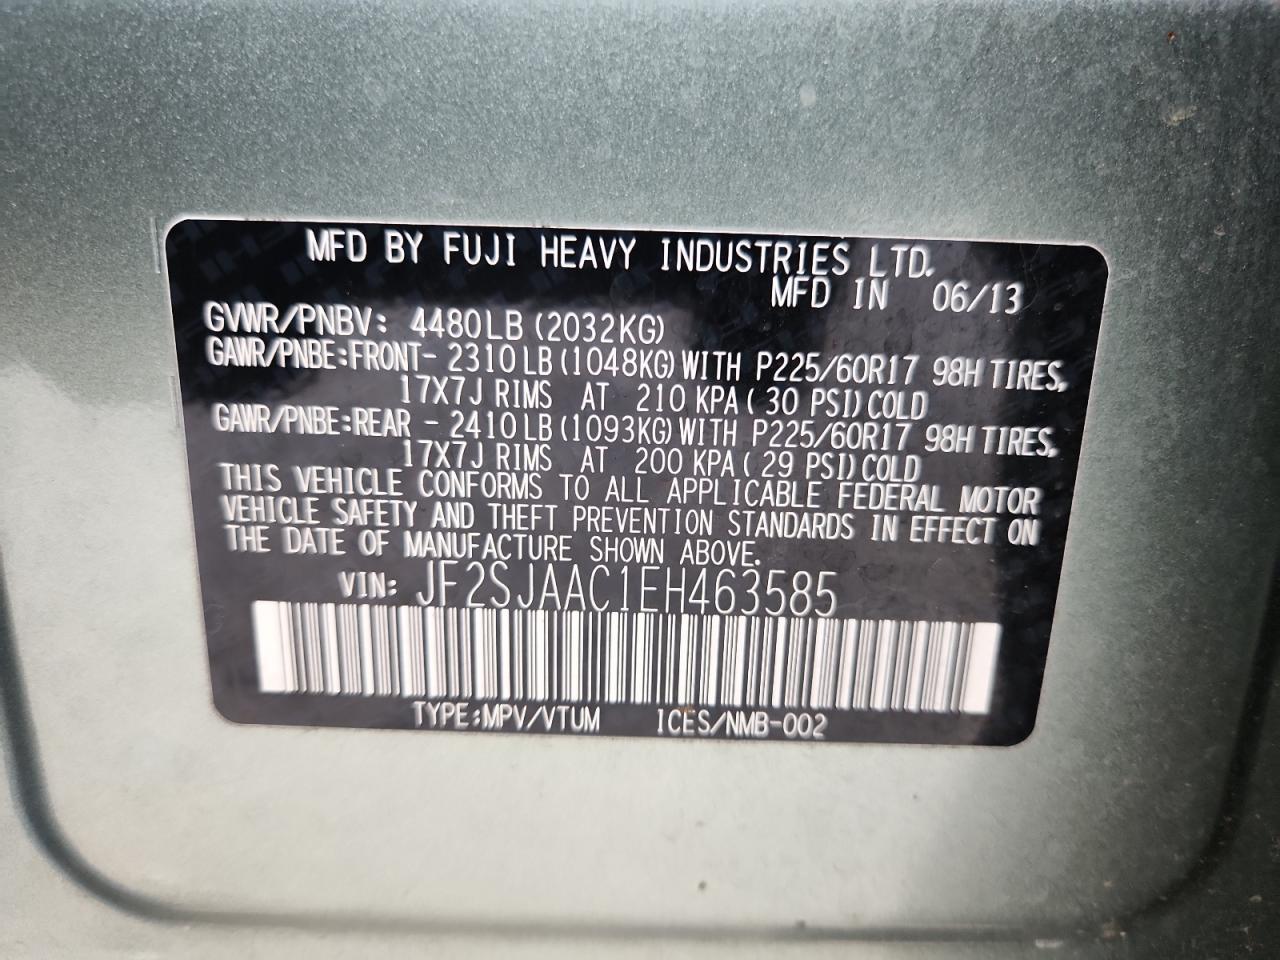 MFD BY FUJI HEAVY INDUSTRIES LTD.
MFD IN 06/13
GVWR/PNBV: 4480LB (2032KG)
GAWR/PNBE:FRONT- 2310LB (1048KG) WITH P225/60R17 98H TIRES,
17X7J RIMS AT 210 KPA ( 30 PSI) COLD
GAWR/PNBE:REAR - 2410LB (1093KG) WITH P225/60R17 98H TIRES,
17X7J RIMS AT 200 KPA ( 29 PSI) COLD
THIS VEHICLE CONFORMS TO ALL APPLICABLE FEDERAL MOTOR
VEHICLE SAFETY AND THEFT PREVENTION STANDARDS IN EFFECT ON
THE DATE OF MANUFACTURE SHOWN ABOVE.
VIN: JF2SJAAC1EH463585
TYPE:MPV/VTUM ICES/NMB-002